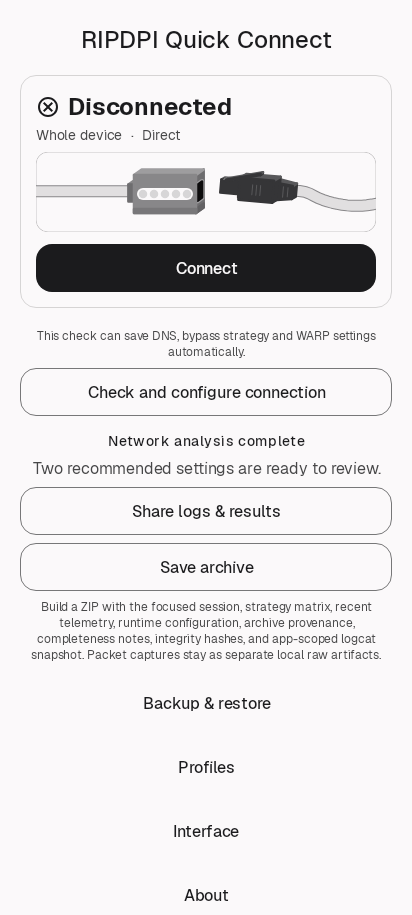 RIPDPI Quick Connect
Disconnected
Whole device · Direct
Connect
This check can save DNS, bypass strategy and WARP settings
automatically.
Check and configure connection
Network analysis complete
Two recommended settings are ready to review.
Share logs & results
Save archive
Build a ZIP with the focused session, strategy matrix, recent
telemetry, runtime configuration, archive provenance,
completeness notes, integrity hashes, and app-scoped logcat
snapshot. Packet captures stay as separate local raw artifacts.
Backup & restore
Profiles
Interface
About